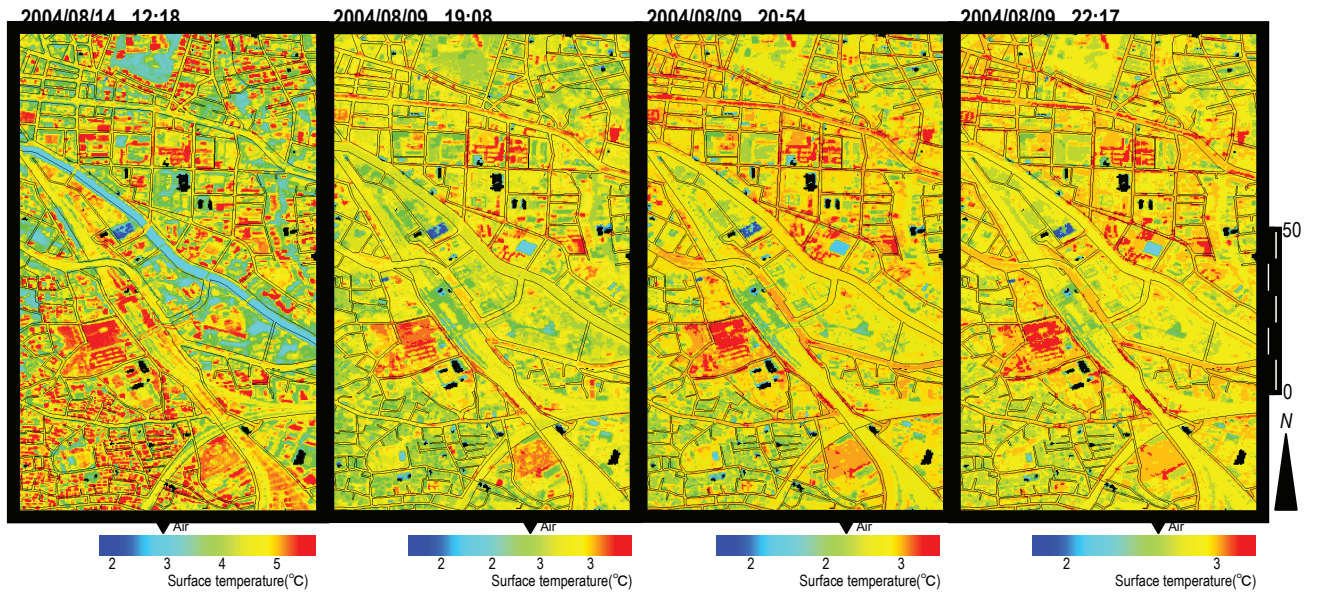 2004/08/14 12:18
2004/08/09 19:08
2004/08/09 20:54
2004/08/09 22:17
50
0
N
Air
Air
Air
Air
2 3 4 5
2 2 3 3
2 2 3
2 3
Surface temperature(℃)
Surface temperature(℃)
Surface temperature(℃)
Surface temperature(℃)